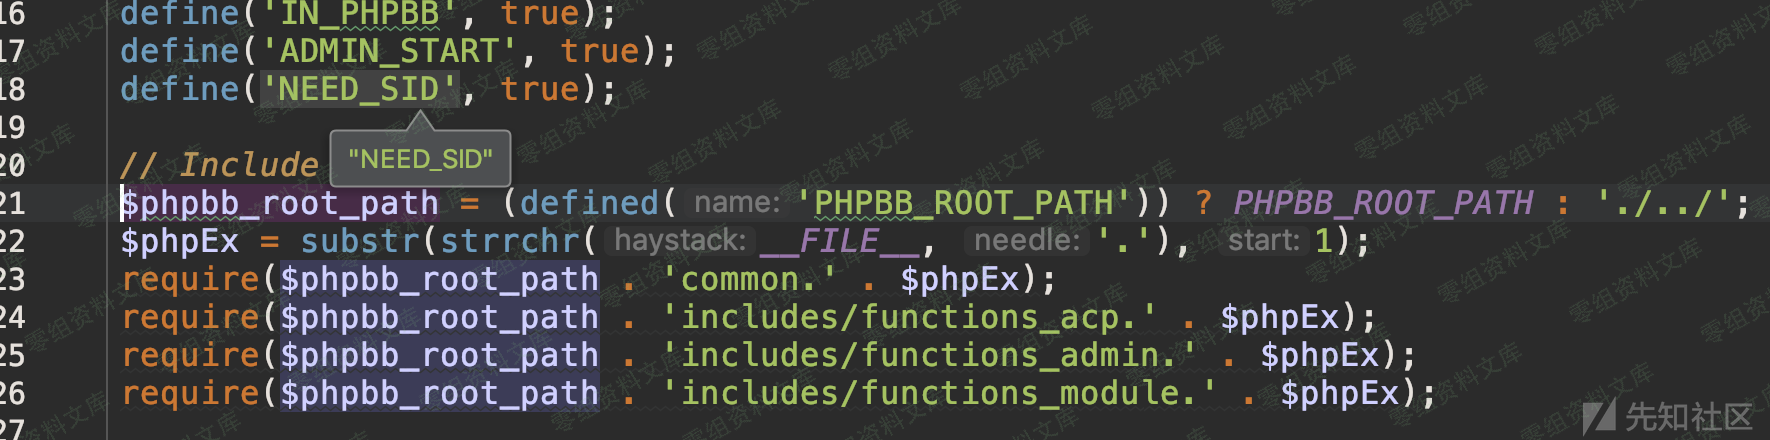 16 define('IN_PHPBB', true);
17 define('ADMIN_START', true);
18 define('NEED_SID', true);
19
"NEED_SID"
20 // Include
21 $phpbb_root_path = (defined( name: 'PHPBB_ROOT_PATH')) ? PHPBB_ROOT_PATH : './../';
22 $phpEx = substr(strrchr( haystack: __FILE__, needle: '.'), start: 1);
23 require($phpbb_root_path . 'common.' . $phpEx);
24 require($phpbb_root_path . 'includes/functions_acp.' . $phpEx);
25 require($phpbb_root_path . 'includes/functions_admin.' . $phpEx);
26 require($phpbb_root_path . 'includes/functions_module.' . $phpEx);
27
先知社区
零组资料文库